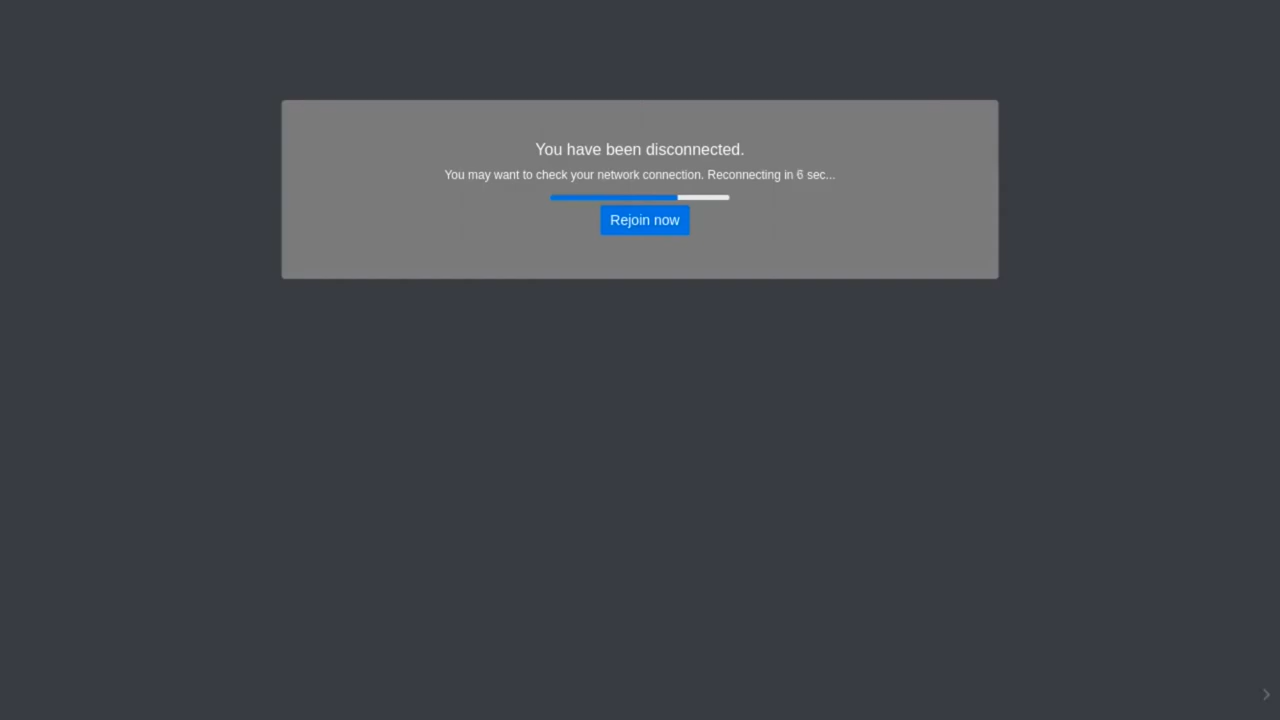 You have been disconnected.
You may want to check your network connection. Reconnecting in 6 sec...
Rejoin now